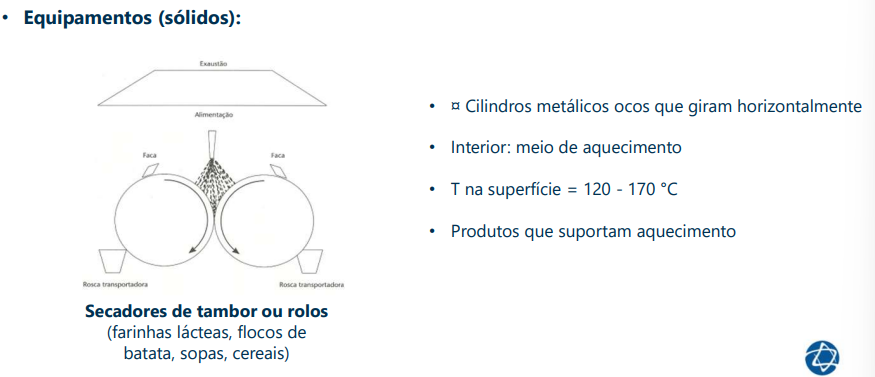 • Equipamentos (sólidos):
Exaustão
Alimentação
Faca
Faca
Rosca transportadora
Rosca transportadora
Secadores de tambor ou rolos
(farinhas lácteas, flocos de
batata, sopas, cereais)
• ¤ Cilindros metálicos ocos que giram horizontalmente
• Interior: meio de aquecimento
• T na superfície = 120 - 170 °C
• Produtos que suportam aquecimento